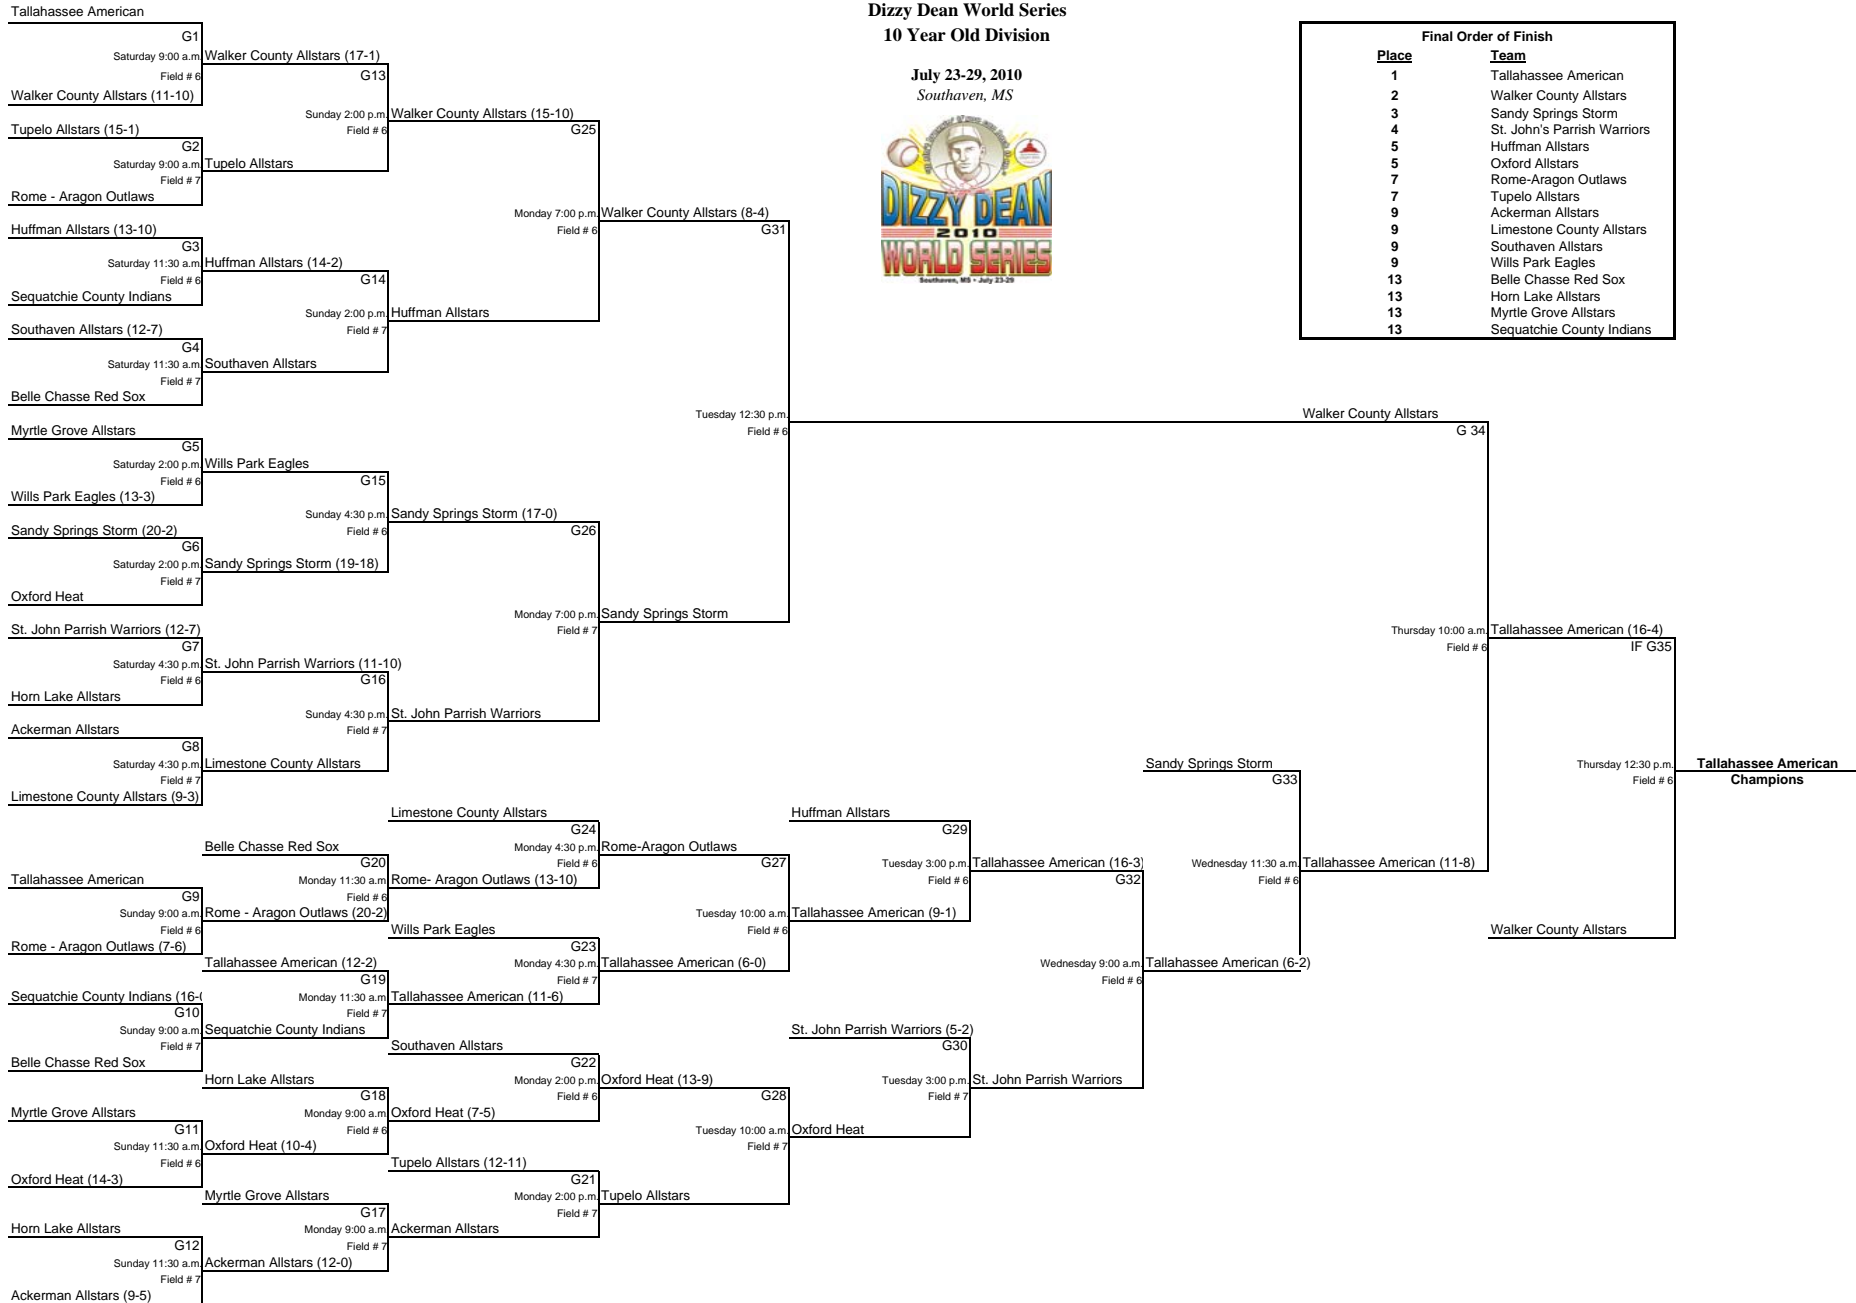 Dizzy Dean World Series
10 Year Old Division
July 23-29, 2010
Southaven, MS
DIZZY DEAN
2010
WORLD SERIES
Southaven, MS • July 23-29
Final Order of Finish
Place Team
1 Tallahassee American
2 Walker County Allstars
3 Sandy Springs Storm
4 St. John's Parrish Warriors
5 Huffman Allstars
5 Oxford Allstars
7 Rome-Aragon Outlaws
7 Tupelo Allstars
9 Ackerman Allstars
9 Limestone County Allstars
9 Southaven Allstars
9 Wills Park Eagles
13 Belle Chasse Red Sox
13 Horn Lake Allstars
13 Myrtle Grove Allstars
13 Sequatchie County Indians
Tallahassee American
G1
Saturday 9:00 a.m.
Field # 6
Walker County Allstars (11-10)
Tupelo Allstars (15-1)
G2
Saturday 9:00 a.m.
Field # 7
Rome - Aragon Outlaws
Huffman Allstars (13-10)
G3
Saturday 11:30 a.m.
Field # 6
Sequatchie County Indians
Southaven Allstars (12-7)
G4
Saturday 11:30 a.m.
Field # 7
Belle Chasse Red Sox
Myrtle Grove Allstars
G5
Saturday 2:00 p.m.
Field # 6
Wills Park Eagles (13-3)
Sandy Springs Storm (20-2)
G6
Saturday 2:00 p.m.
Field # 7
Oxford Heat
St. John Parrish Warriors (12-7)
G7
Saturday 4:30 p.m.
Field # 6
Horn Lake Allstars
Ackerman Allstars
G8
Saturday 4:30 p.m.
Field # 7
Limestone County Allstars (9-3)
Tallahassee American
G9
Sunday 9:00 a.m.
Field # 6
Rome - Aragon Outlaws (7-6)
Sequatchie County Indians (16-(
G10
Sunday 9:00 a.m.
Field # 7
Belle Chasse Red Sox
Myrtle Grove Allstars
G11
Sunday 11:30 a.m.
Field # 6
Oxford Heat (14-3)
Horn Lake Allstars
G12
Sunday 11:30 a.m.
Field # 7
Ackerman Allstars (9-5)
Walker County Allstars (17-1)
G13
Sunday 2:00 p.m.
Field # 6
Tupelo Allstars
Huffman Allstars (14-2)
G14
Sunday 2:00 p.m.
Field # 7
Southaven Allstars
Wills Park Eagles
G15
Sunday 4:30 p.m.
Field # 6
Sandy Springs Storm (19-18)
St. John Parrish Warriors (11-10)
G16
Sunday 4:30 p.m.
Field # 7
Limestone County Allstars
Belle Chasse Red Sox
G20
Monday 11:30 a.m
Field # 6
Rome - Aragon Outlaws (20-2)
Tallahassee American (12-2)
G19
Monday 11:30 a.m
Field # 7
Sequatchie County Indians
Horn Lake Allstars
G18
Monday 9:00 a.m
Field # 6
Oxford Heat (10-4)
Myrtle Grove Allstars
G17
Monday 9:00 a.m
Field # 7
Ackerman Allstars (12-0)
Walker County Allstars (15-10)
G25
Monday 7:00 p.m.
Field # 6
Huffman Allstars
Sandy Springs Storm (17-0)
G26
Monday 7:00 p.m.
Field # 7
St. John Parrish Warriors
Limestone County Allstars
G24
Monday 4:30 p.m.
Field # 6
Rome- Aragon Outlaws (13-10)
Wills Park Eagles
G23
Monday 4:30 p.m.
Field # 7
Tallahassee American (11-6)
Southaven Allstars
G22
Monday 2:00 p.m.
Field # 6
Oxford Heat (7-5)
Tupelo Allstars (12-11)
G21
Monday 2:00 p.m.
Field # 7
Ackerman Allstars
Walker County Allstars (8-4)
G31
Tuesday 12:30 p.m.
Field # 6
Sandy Springs Storm
Rome-Aragon Outlaws
G27
Tuesday 10:00 a.m.
Field # 6
Tallahassee American (6-0)
Oxford Heat (13-9)
G28
Tuesday 10:00 a.m.
Field # 7
Tupelo Allstars
Huffman Allstars
G29
Tuesday 3:00 p.m.
Field # 6
Tallahassee American (9-1)
St. John Parrish Warriors (5-2)
G30
Tuesday 3:00 p.m.
Field # 7
Oxford Heat
Tallahassee American (16-3)
G32
Wednesday 9:00 a.m.
Field # 6
St. John Parrish Warriors
Sandy Springs Storm
G33
Wednesday 11:30 a.m.
Field # 6
Tallahassee American (6-2)
Walker County Allstars
G 34
Thursday 10:00 a.m.
Field # 6
Tallahassee American (11-8)
Tallahassee American (16-4)
IF G35
Thursday 12:30 p.m.
Field # 6
Walker County Allstars
Tallahassee American
Champions